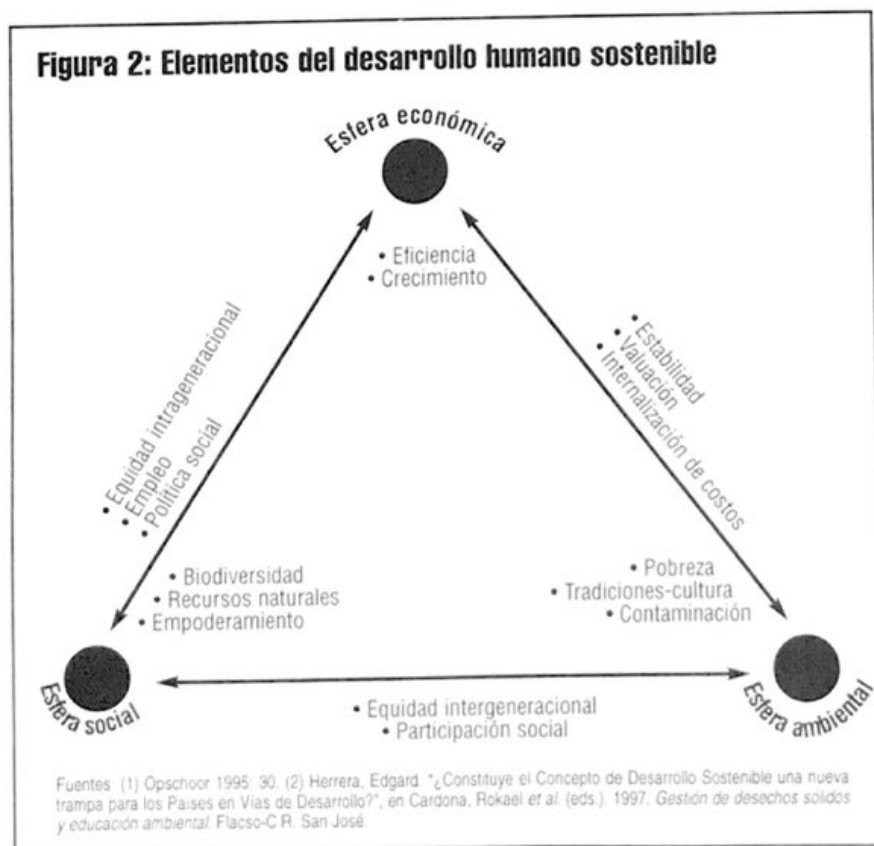 Figura 2: Elementos del desarrollo humano sostenible
Esfera económica
• Eficiencia
• Crecimiento
• Equidad intrageneracional
• Empleo
• Política social
• Estabilidad
• Valuación
• Internalización de costos
• Biodiversidad
• Recursos naturales
• Empoderamiento
• Pobreza
• Tradiciones-cultura
• Contaminación
Esfera social
Esfera ambiental
• Equidad intergeneracional
• Participación social
Fuentes: (1) Opschoor 1995: 30. (2) Herrera, Edgard. "¿Constituye el Concepto de Desarrollo Sostenible una nueva
trampa para los Países en Vías de Desarrollo?", en Cardona, Rokael et al. (eds.). 1997. Gestión de desechos sólidos
y educación ambiental. Flacso-C.R. San José.